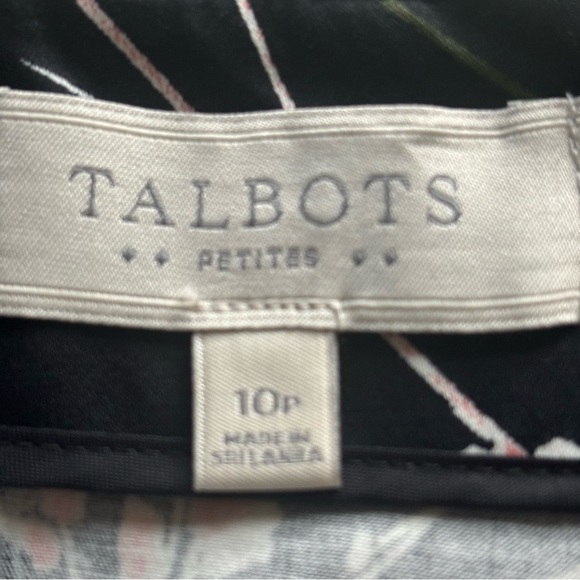 TALBOTS
PETITES
10P
MADE IN
SRI LANKA